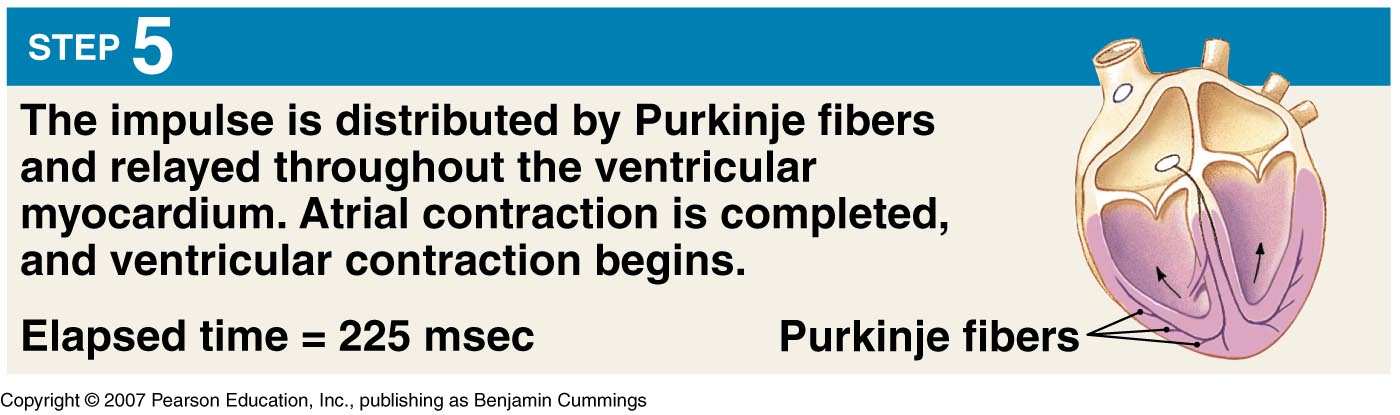 STEP 5
The impulse is distributed by Purkinje fibers
and relayed throughout the ventricular
myocardium. Atrial contraction is completed,
and ventricular contraction begins.
Elapsed time = 225 msec
Purkinje fibers
Copyright © 2007 Pearson Education, Inc., publishing as Benjamin Cummings